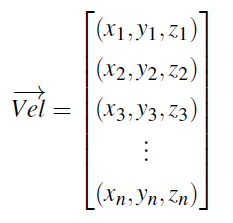 (x₁, y₁, z₁)
(x₂, y₂, z₂)
Vel⃗ = (x₃, y₃, z₃)
⋮
(xₙ, yₙ, zₙ)